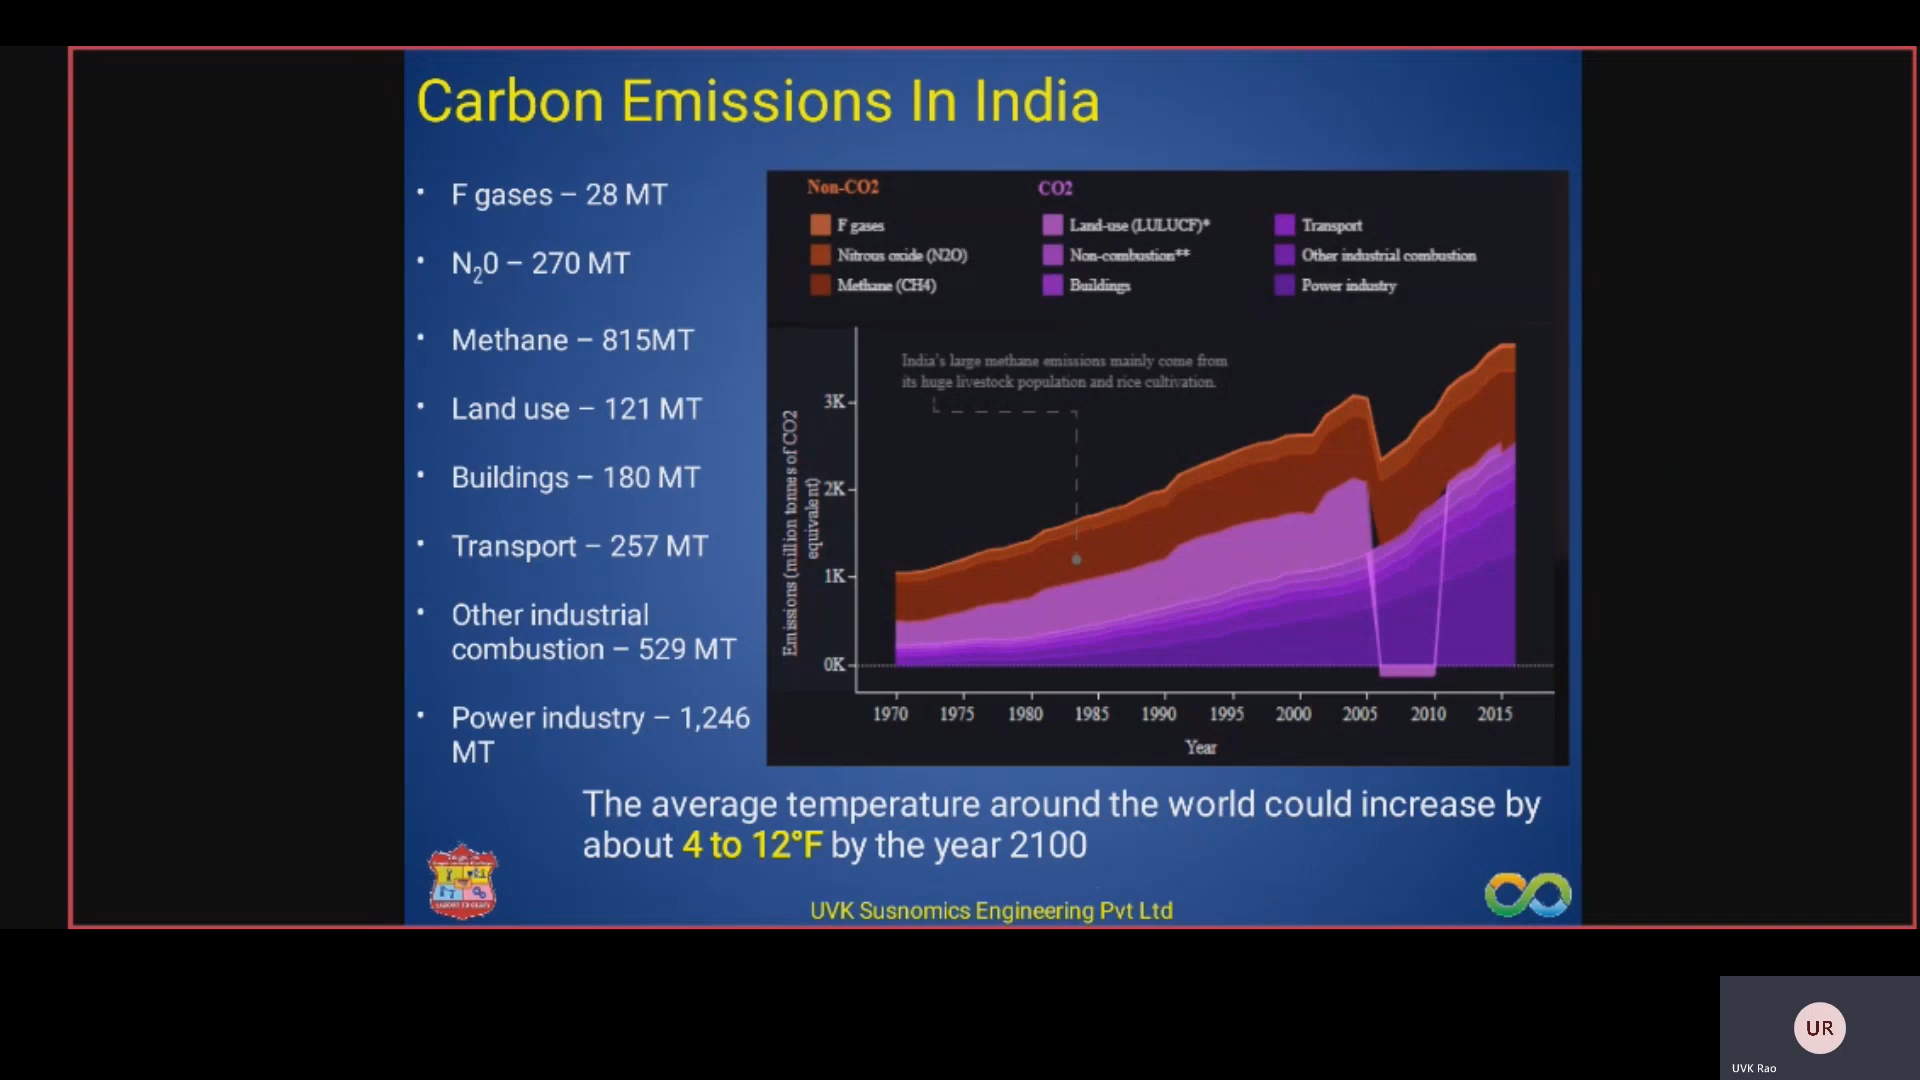 Carbon Emissions In India
• F gases – 28 MT
• N₂0 – 270 MT
• Methane – 815MT
• Land use – 121 MT
• Buildings – 180 MT
• Transport – 257 MT
• Other industrial
combustion – 529 MT
• Power industry – 1,246
MT
Non-CO2
F gases
Nitrous oxide (N2O)
Methane (CH4)
CO2
Land-use (LULUCF)*
Non-combustion**
Buildings
Transport
Other industrial combustion
Power industry
India's large methane emissions mainly come from
its huge livestock population and rice cultivation.
Emissions (million tonnes of CO2
equivalent)
3K
2K
1K
0K
1970 1975 1980 1985 1990 1995 2000 2005 2010 2015
Year
The average temperature around the world could increase by
about 4 to 12°F by the year 2100
UVK Susnomics Engineering Pvt Ltd
UR
UVK Rao